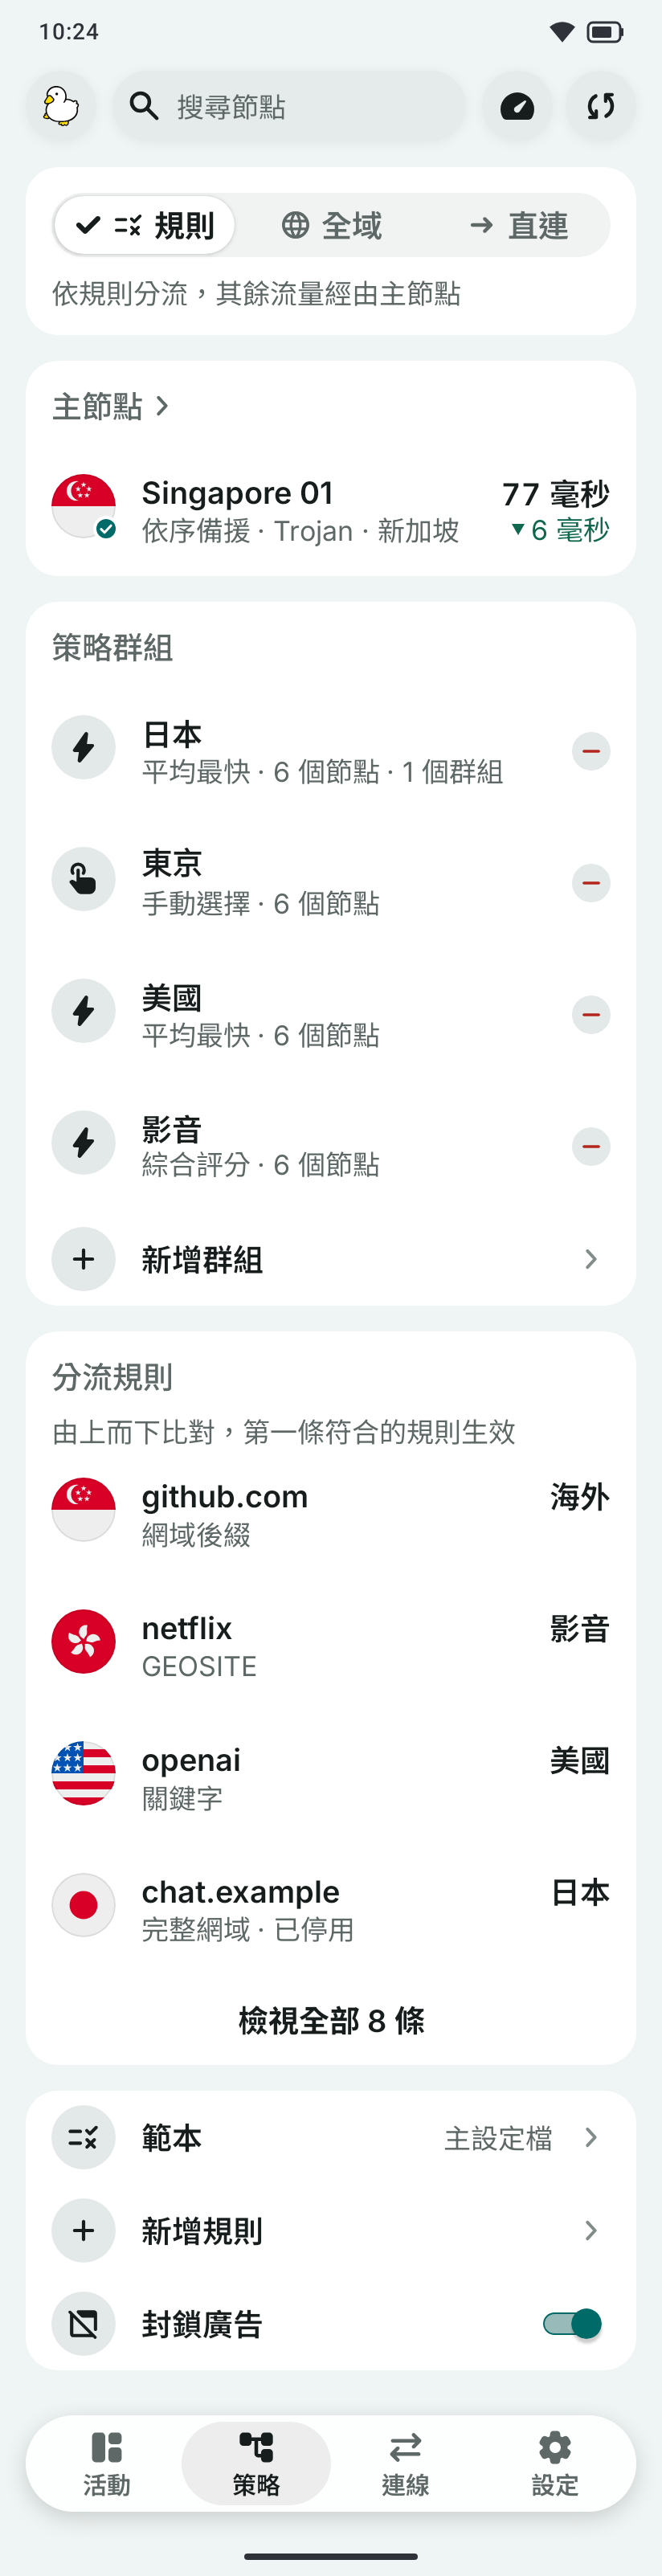 10:24
搜尋節點
規則
全域
直連
依規則分流，其餘流量經由主節點
主節點
Singapore 01
77 毫秒
依序備援 · Trojan · 新加坡
▼6 毫秒
策略群組
日本
平均最快 · 6 個節點 · 1 個群組
東京
手動選擇 · 6 個節點
美國
平均最快 · 6 個節點
影音
綜合評分 · 6 個節點
新增群組
分流規則
由上而下比對，第一條符合的規則生效
github.com
海外
網域後綴
netflix
影音
GEOSITE
openai
美國
關鍵字
chat.example
日本
完整網域 · 已停用
檢視全部 8 條
範本
主設定檔
新增規則
封鎖廣告
活動
策略
連線
設定